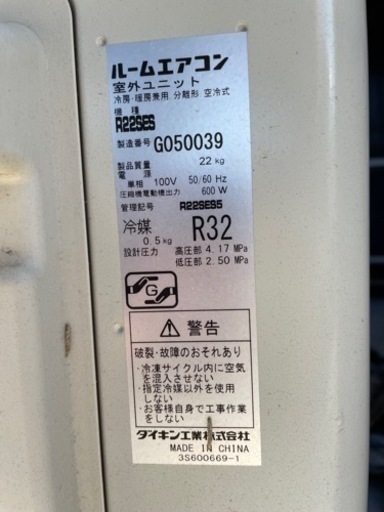 ルームエアコン
室外ユニット
冷房・暖房兼用 分離形 空冷式
機種
R22SES
製造番号 G050039
製品質量 22 kg
電源
単相 100V 50/60 Hz
圧縮機電動機出力 600 W
管理記号 R22SES5
冷媒 R32
0.5kg
設計圧力 高圧部 4.17 MPa
低圧部 2.50 MPa
G
警告
破裂・故障のおそれあり
・冷凍サイクル内に空気
を混入させない
・指定冷媒以外を使用
しない
・お客様自身で工事作業
をしない
ダイキン工業株式会社
MADE IN CHINA
3S600669-1